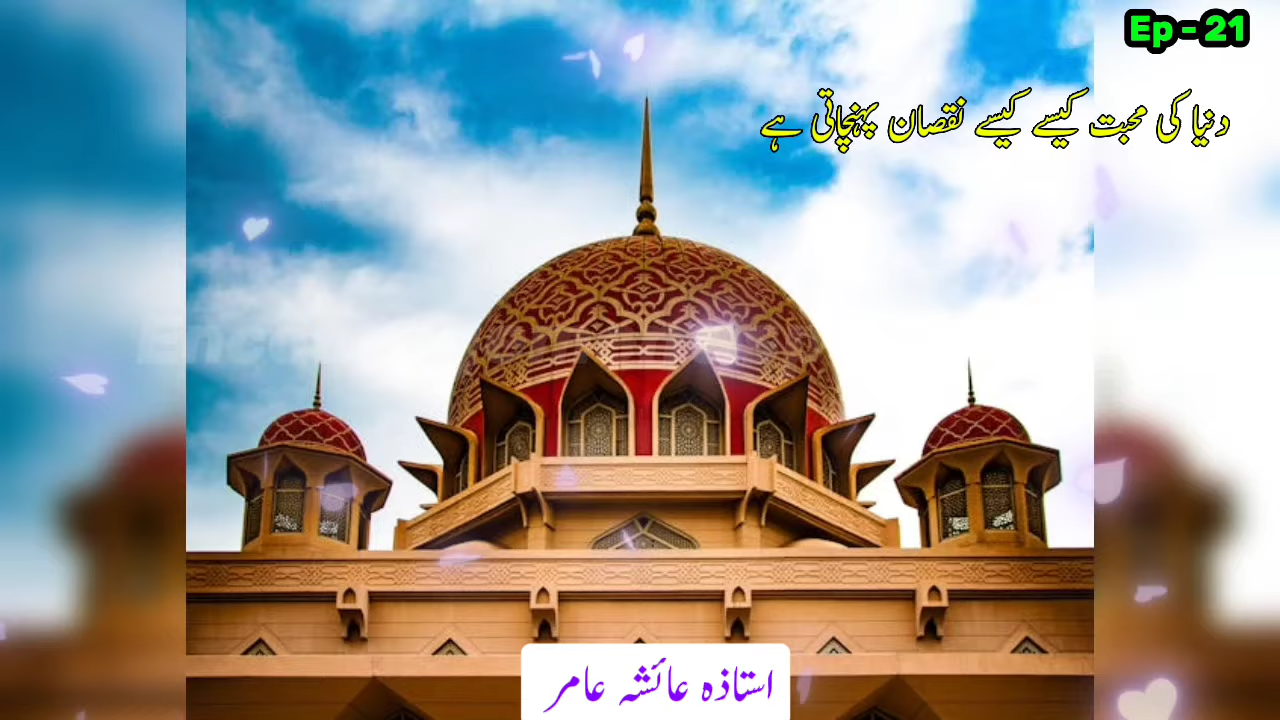 Ep - 21
دنیا کی محبت کیسے کیسے نقصان پہنچاتی ہے
استاذہ عائشہ عامر